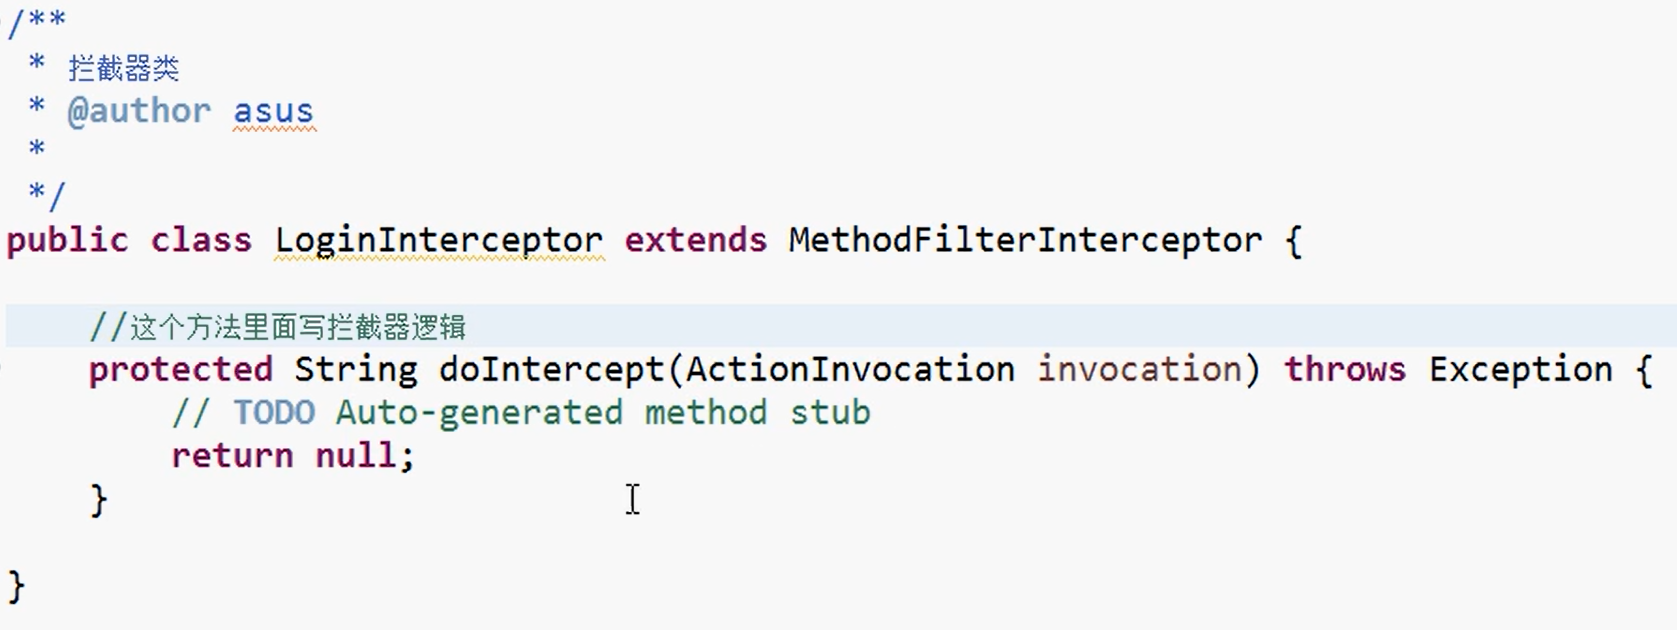 /**
 * 拦截器类
 * @author asus
 *
 */
public class LoginInterceptor extends MethodFilterInterceptor {
    //这个方法里面写拦截器逻辑
    protected String doIntercept(ActionInvocation invocation) throws Exception {
        // TODO Auto-generated method stub
        return null;
    }
}